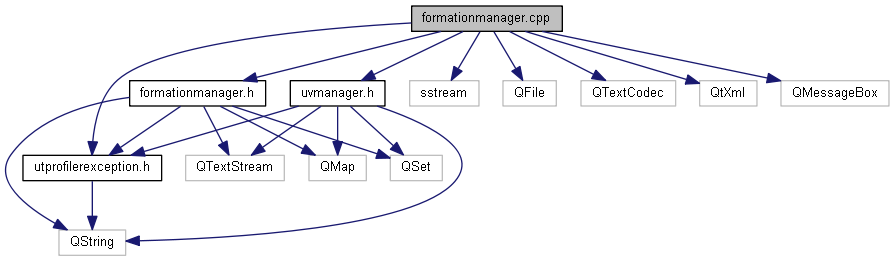 formationmanager.cpp
formationmanager.h
uvmanager.h
sstream
QFile
QTextCodec
QtXml
QMessageBox
utprofilerexception.h
QTextStream
QMap
QSet
QString